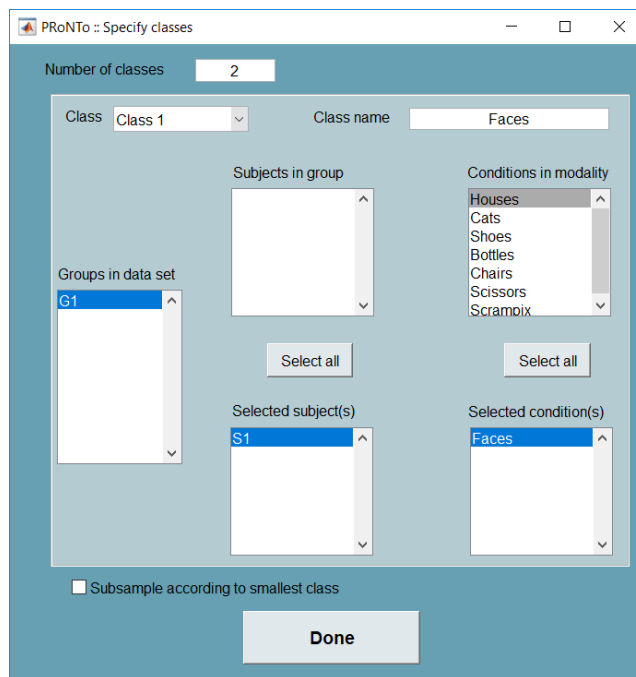 PRoNTo :: Specify classes
Number of classes
2
Class
Class 1
Class name
Faces
Subjects in group
Conditions in modality
Houses
Cats
Shoes
Bottles
Chairs
Scissors
Scrampix
Groups in data set
G1
Select all
Select all
Selected subject(s)
Selected condition(s)
S1
Faces
Subsample according to smallest class
Done